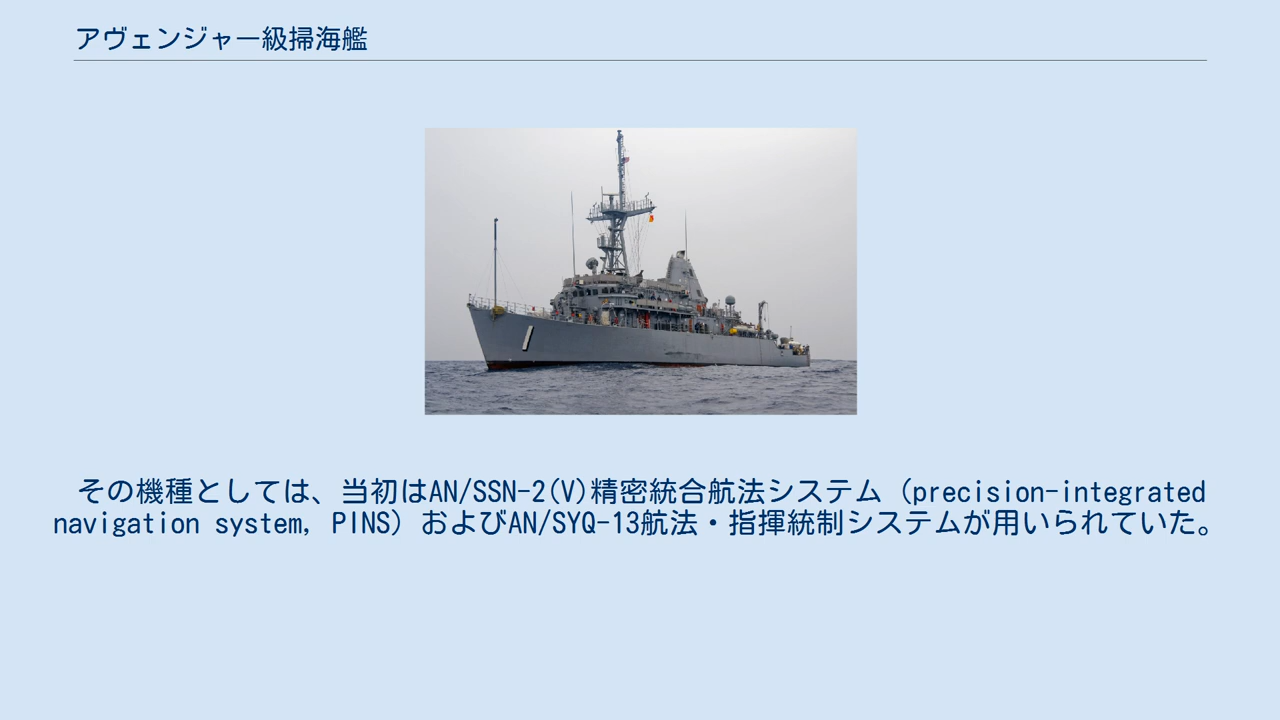 アヴェンジャー級掃海艦
1
その機種としては、当初はAN/SSN-2(V)精密統合航法システム（precision-integrated
navigation system, PINS）およびAN/SYQ-13航法・指揮統制システムが用いられていた。